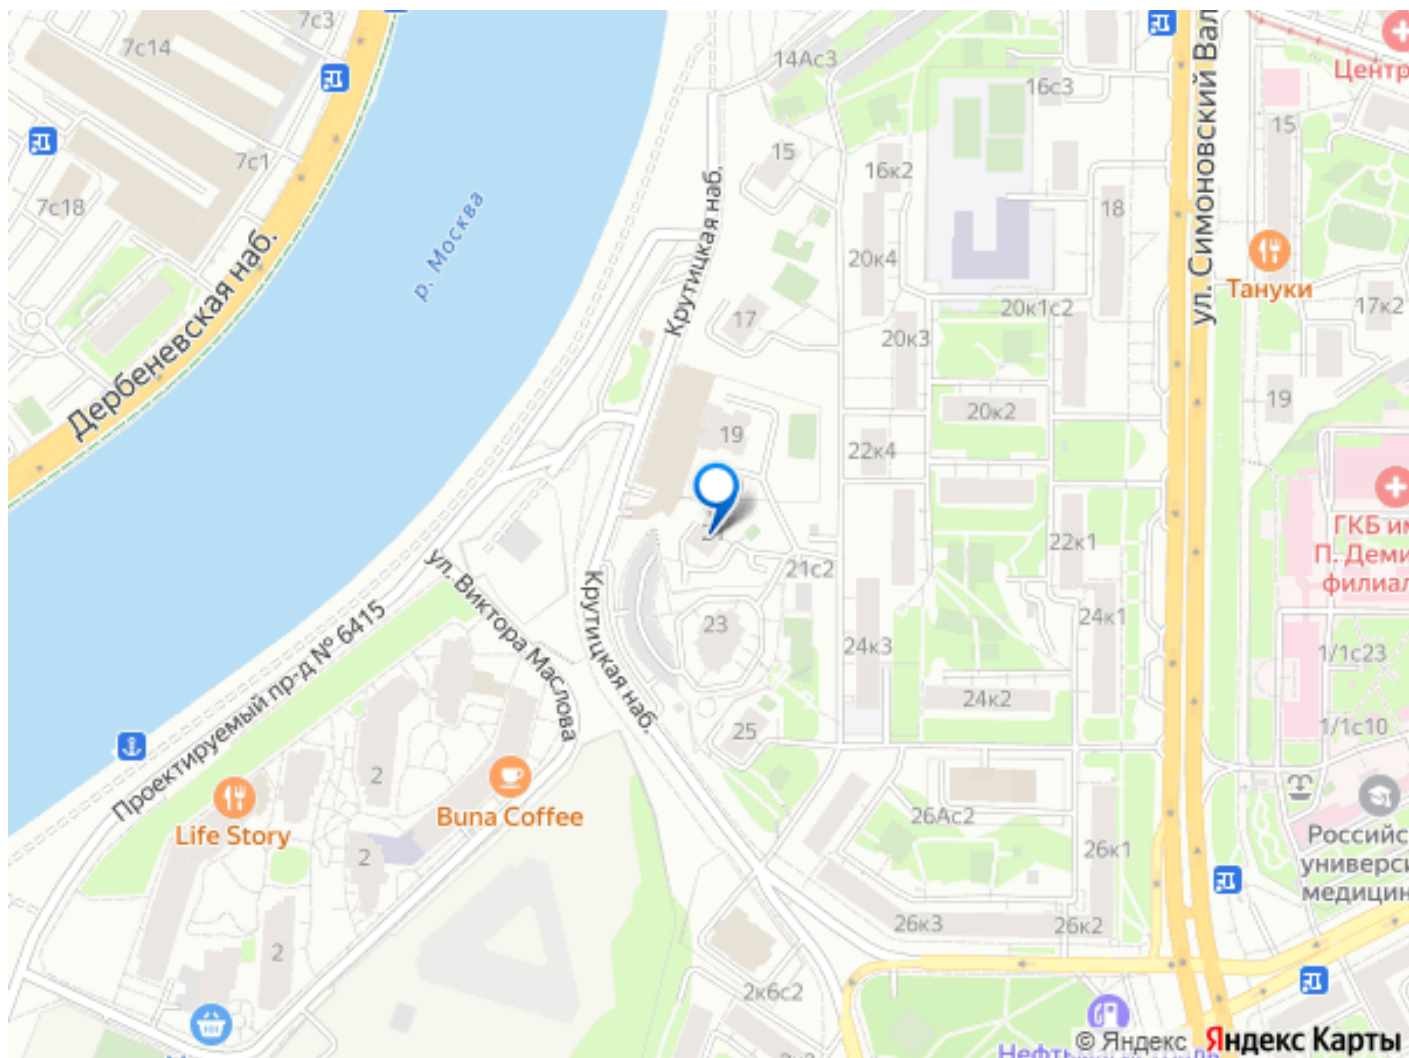 7с3
7с14
14Ас3
ул. Симоновский Вал
16с3
15
7с1
15
16к2
7с18
18
р. Москва
Крутицкая наб.
20к4
Дербеневская наб.
Тануки
20к1с2
17
17к2
20к3
19
20к2
19
22к4
ГКБ им
22к1
П. Деми
филиал
21с2
ул. Виктора Маслова
Крутицкая наб.
23
24к1
Проектируемый пр-д № 6415
24к3
1/1с23
24к2
1/1с10
25
2
Buna Coffee
26Ас2
Life Story
Российс
универси
медицин
26к1
2
26к3
26к2
2
2к6с2
© Яндекс
Яндекс Карты